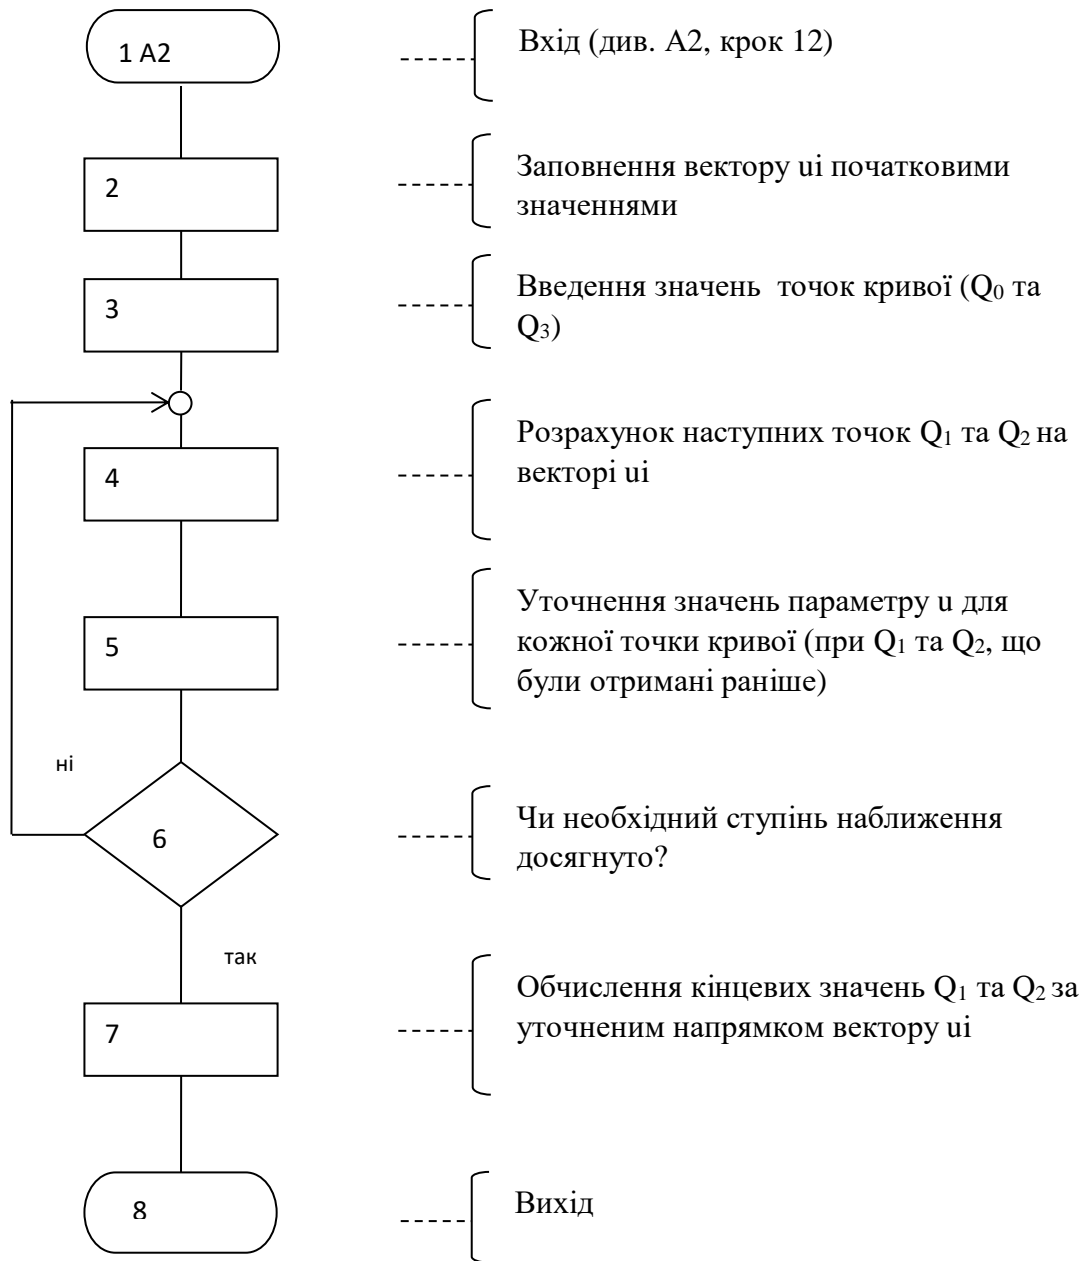 1 А2
Вхід (див. А2, крок 12)
2
Заповнення вектору ui початковими
значеннями
3
Введення значень точок кривої (Q₀ та
Q₃)
4
Розрахунок наступних точок Q₁ та Q₂ на
векторі ui
5
Уточнення значень параметру u для
кожної точки кривої (при Q₁ та Q₂, що
були отримані раніше)
ні
6
Чи необхідний ступінь наближення
досягнуто?
так
7
Обчислення кінцевих значень Q₁ та Q₂ за
уточненим напрямком вектору ui
8
Вихід